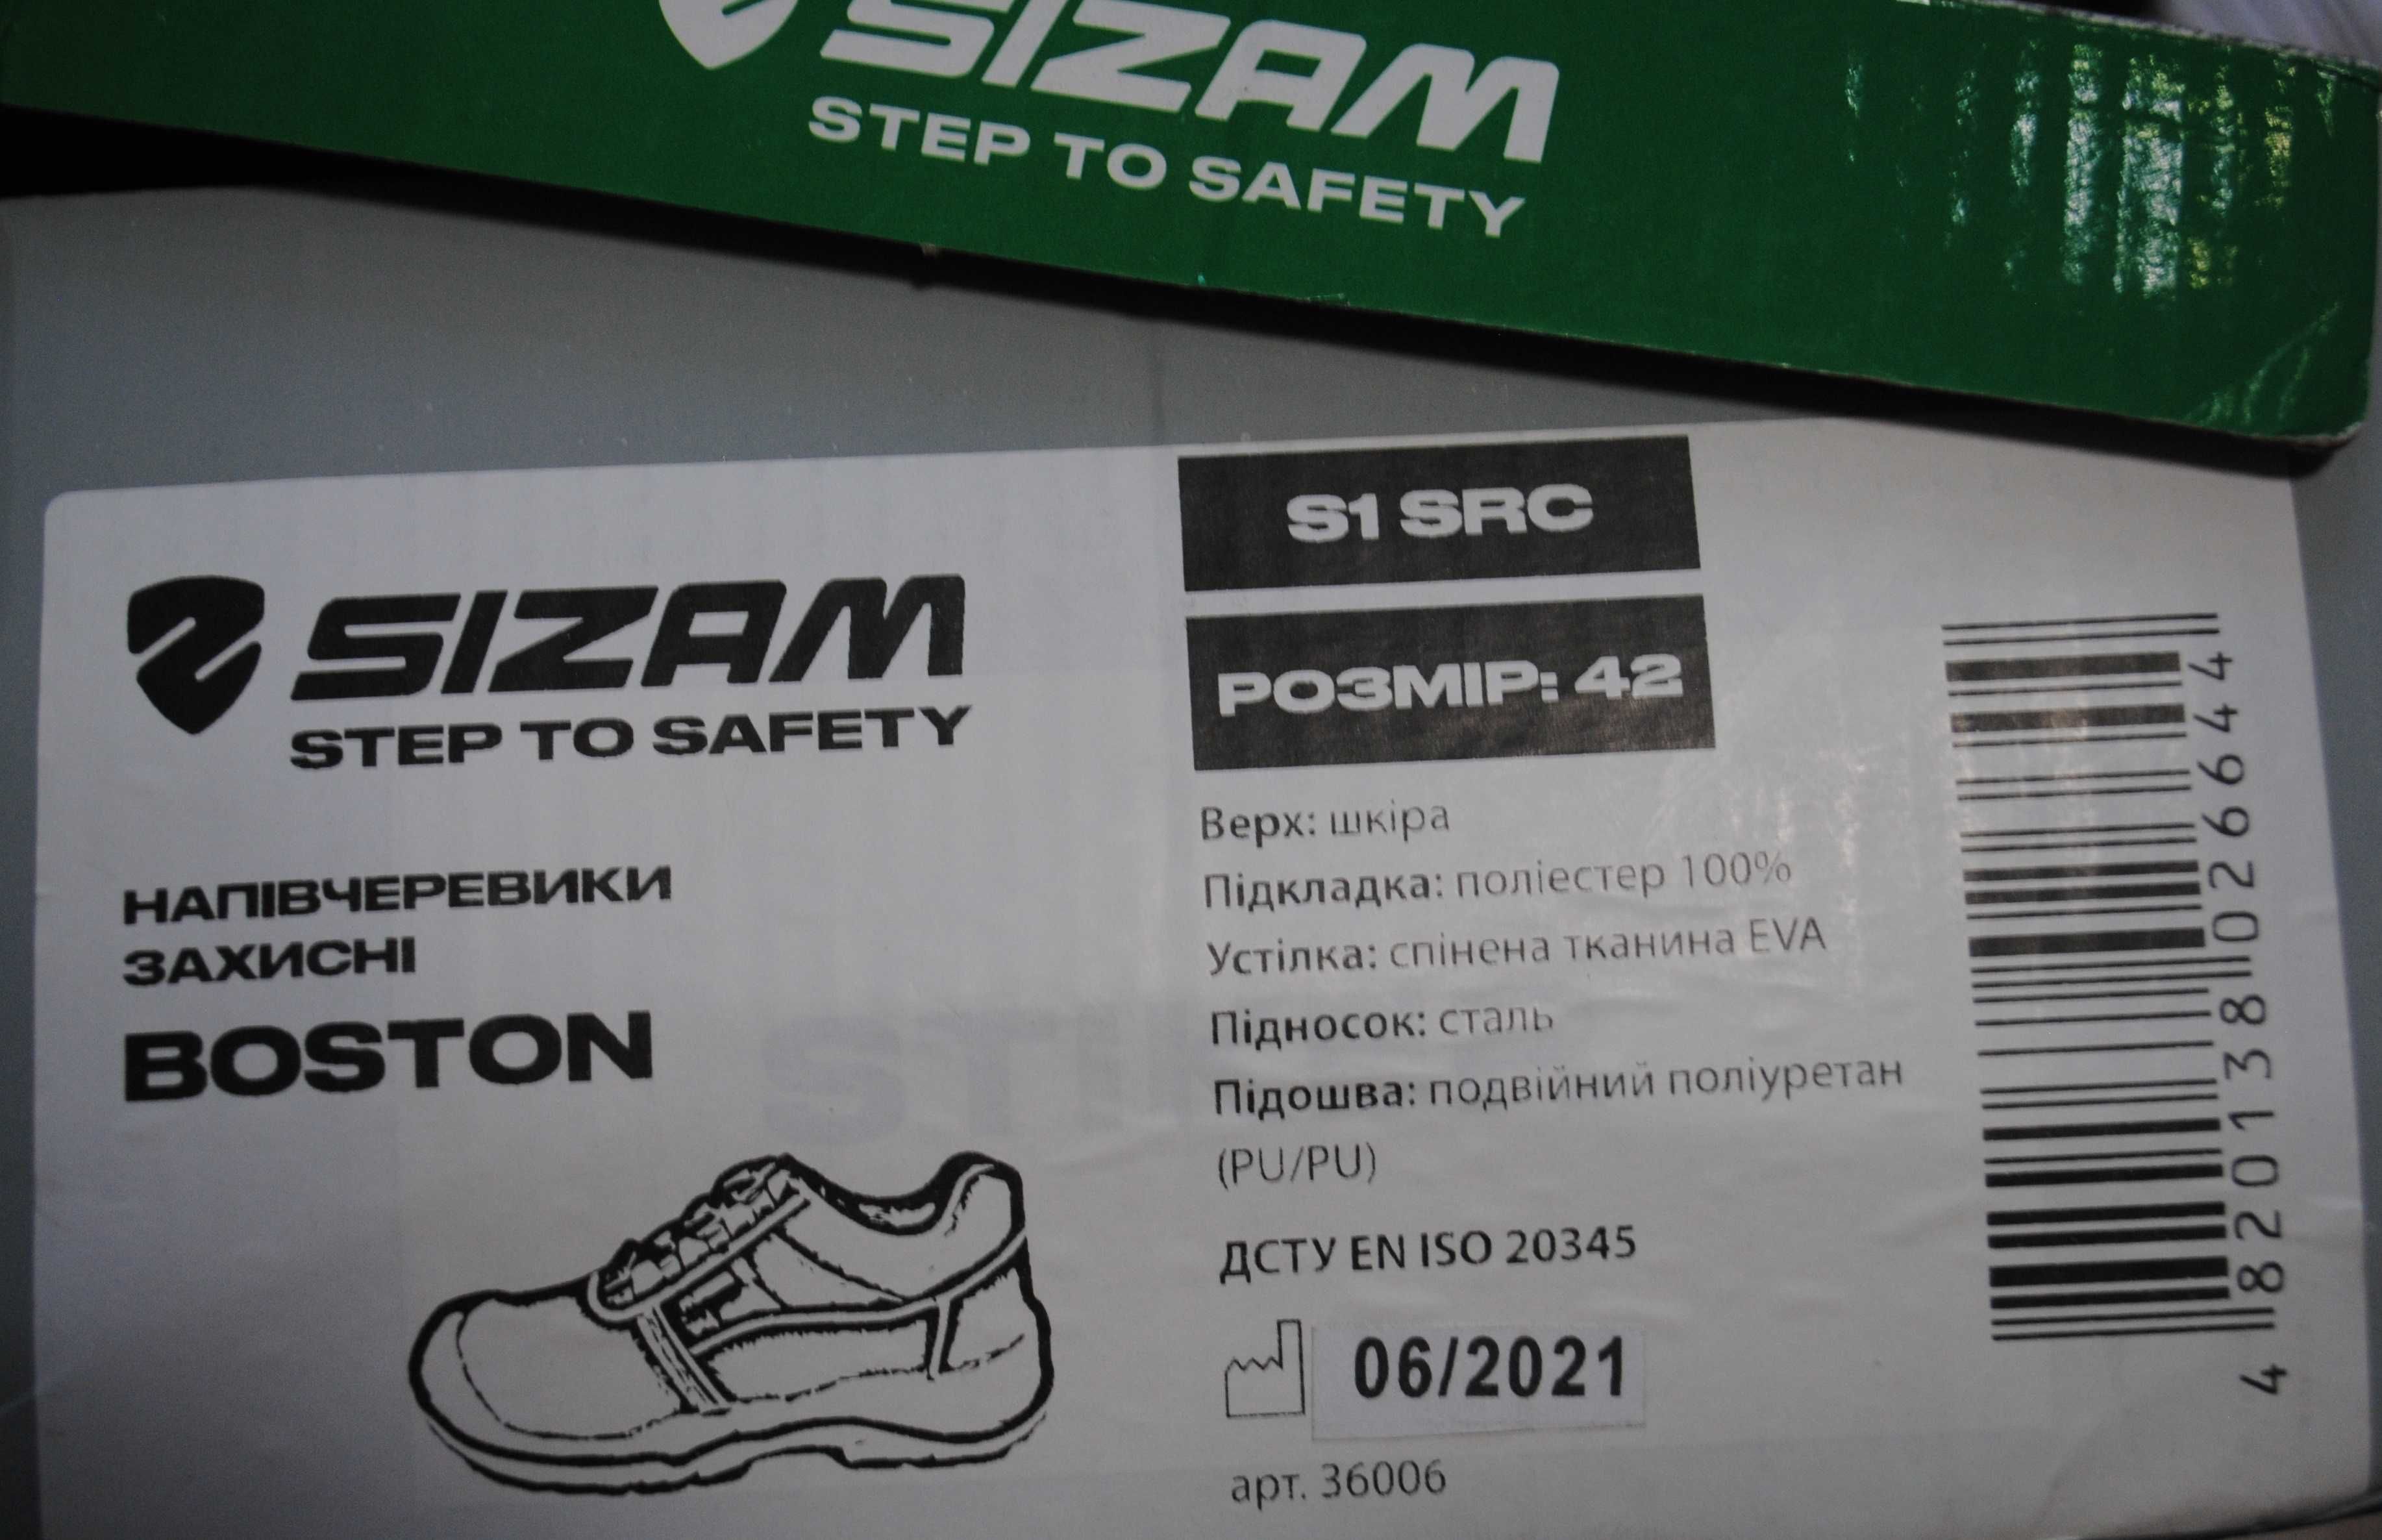 SIZAM
STEP TO SAFETY
SIZAM
STEP TO SAFETY
НАПІВЧЕРЕВИКИ
ЗАХИСНІ
BOSTON
S1 SRC
РОЗМІР: 42
Верх: шкіра
Підкладка: поліестер 100%
Устілка: спінена тканина EVA
Підносок: сталь
Підошва: подвійний поліуретан
(PU/PU)
ДСТУ EN ISO 20345
06/2021
арт. 36006
4 820138 026644